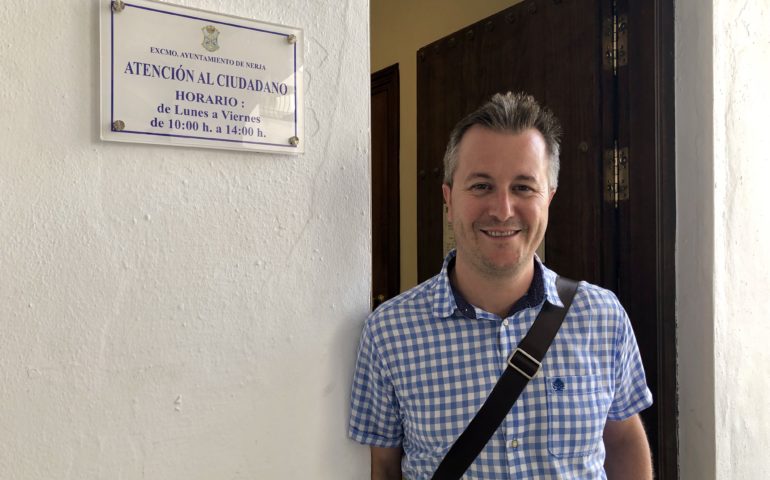 EXCMO. AYUNTAMIENTO DE NERJA
ATENCIÓN AL CIUDADANO
HORARIO :
de Lunes a Viernes
de 10:00 h. a 14:00 h.